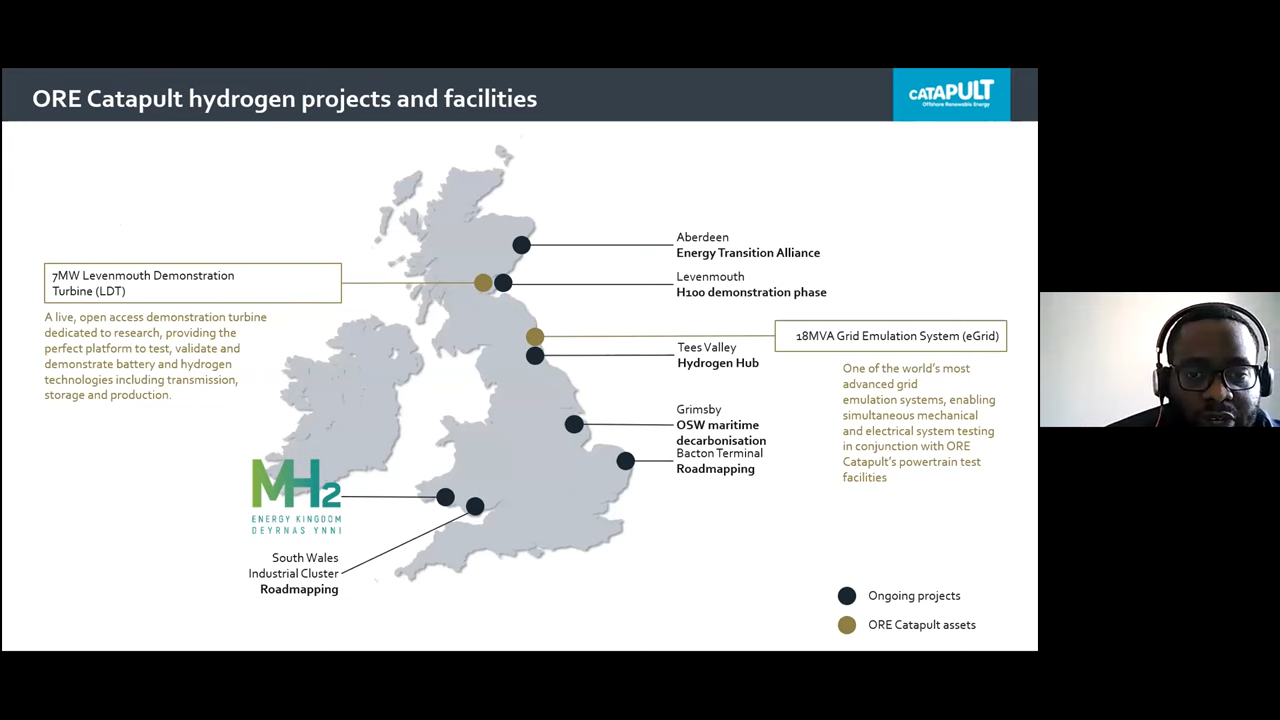 ORE Catapult hydrogen projects and facilities
CATAPULT
Offshore Renewable Energy
Aberdeen
Energy Transition Alliance
7MW Levenmouth Demonstration
Turbine (LDT)
Levenmouth
H100 demonstration phase
A live, open access demonstration turbine
dedicated to research, providing the
perfect platform to test, validate and
demonstrate battery and hydrogen
technologies including transmission,
storage and production.
18MVA Grid Emulation System (eGrid)
Tees Valley
Hydrogen Hub
One of the world's most
advanced grid
emulation systems, enabling
simultaneous mechanical
and electrical system testing
in conjunction with ORE
Catapult's powertrain test
facilities
Grimsby
OSW maritime
decarbonisation
Bacton Terminal
Roadmapping
MH2
ENERGY KINGDOM
DEYRNAS YNNI
South Wales
Industrial Cluster
Roadmapping
Ongoing projects
ORE Catapult assets